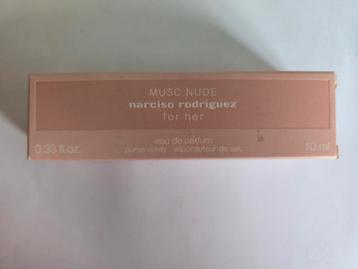 MUSC NUDE
narciso rodriguez
for her
eau de parfum
purse spray . vaporisateur de sac
0.33 fl.oz.
10 ml